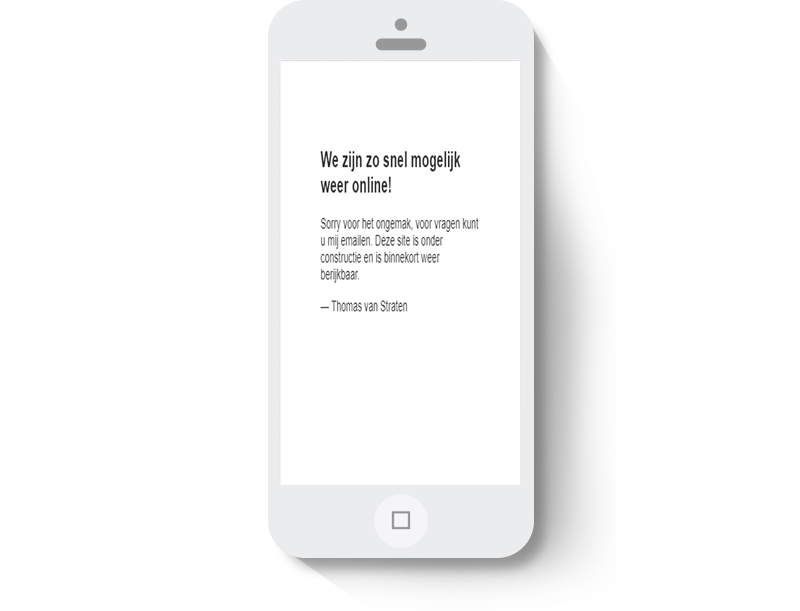 We zijn zo snel mogelijk
weer online!
Sorry voor het ongemak, voor vragen kunt
u mij emailen. Deze site is onder
constructie en is binnekort weer
berijkbaar.
— Thomas van Straten